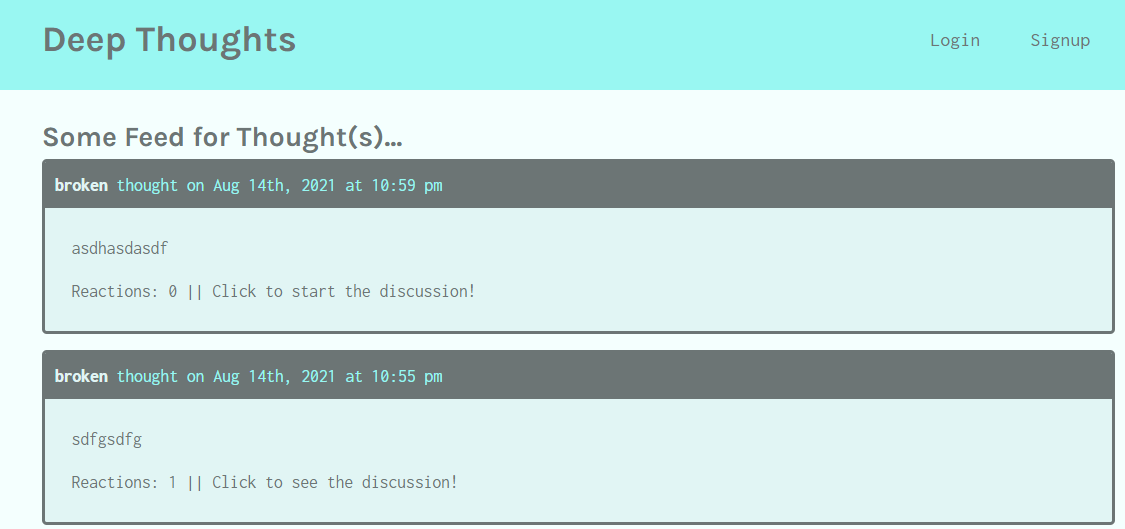 Deep Thoughts
Login Signup
Some Feed for Thought(s)...
broken thought on Aug 14th, 2021 at 10:59 pm
asdhasdasdf
Reactions: 0 || Click to start the discussion!
broken thought on Aug 14th, 2021 at 10:55 pm
sdfgsdfg
Reactions: 1 || Click to see the discussion!